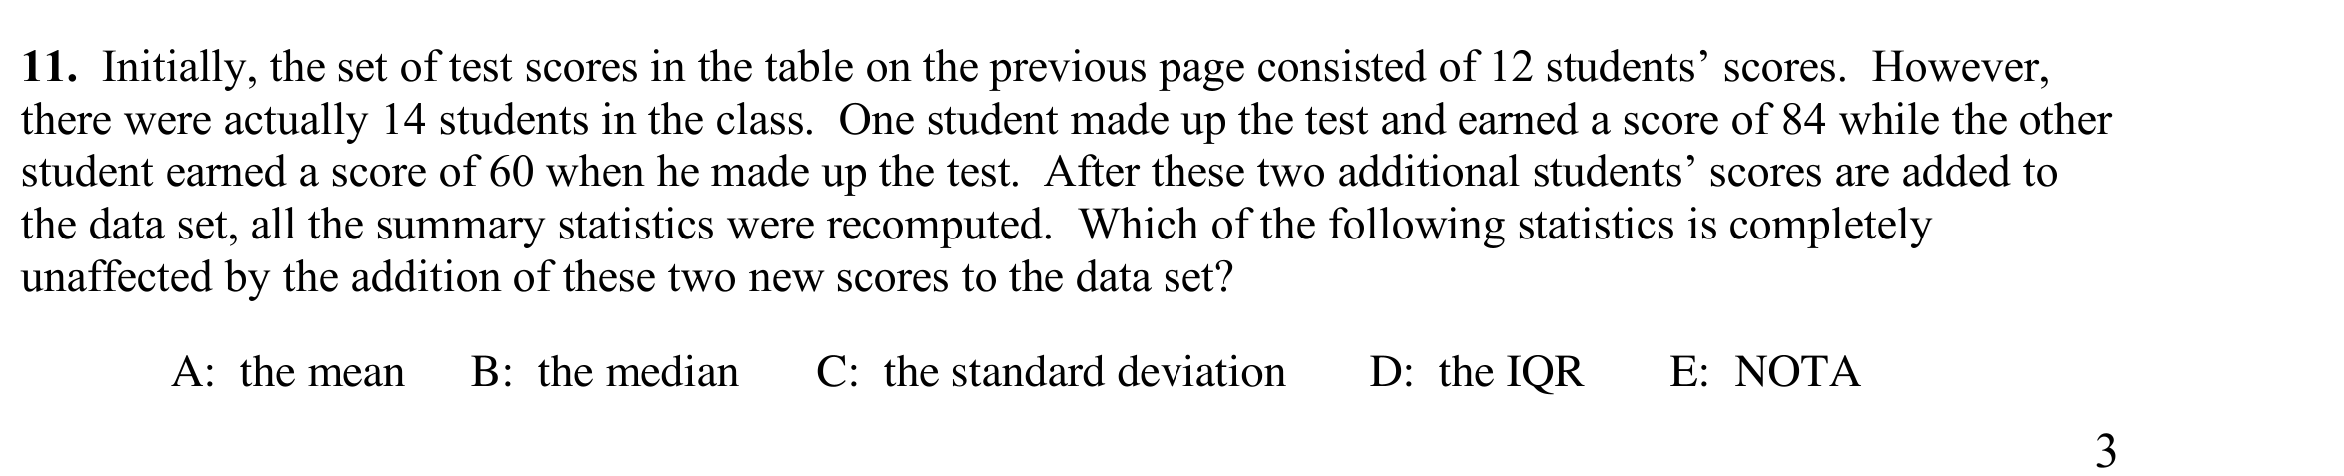 11. Initially, the set of test scores in the table on the previous page consisted of 12 students’ scores. However,
there were actually 14 students in the class. One student made up the test and earned a score of 84 while the other
student earned a score of 60 when he made up the test. After these two additional students’ scores are added to
the data set, all the summary statistics were recomputed. Which of the following statistics is completely
unaffected by the addition of these two new scores to the data set?
A: the mean B: the median C: the standard deviation D: the IQR E: NOTA
3